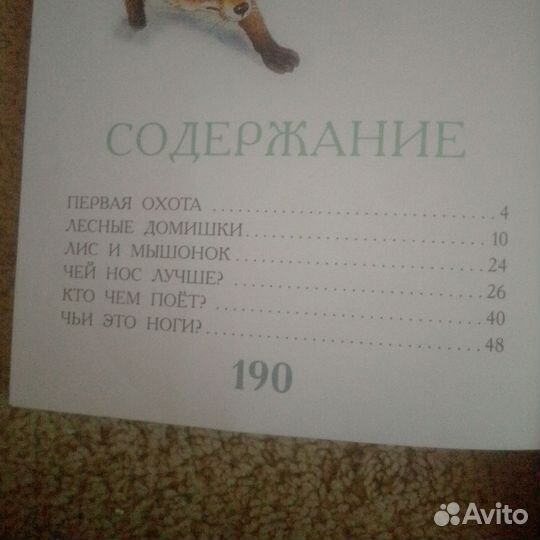 СОДЕРЖАНИЕ
ПЕРВАЯ ОХОТА 4
ЛЕСНЫЕ ДОМИШКИ 10
ЛИС И МЫШОНОК 24
ЧЕЙ НОС ЛУЧШЕ? 26
КТО ЧЕМ ПОЁТ? 40
ЧЬИ ЭТО НОГИ? 48
190
Avito